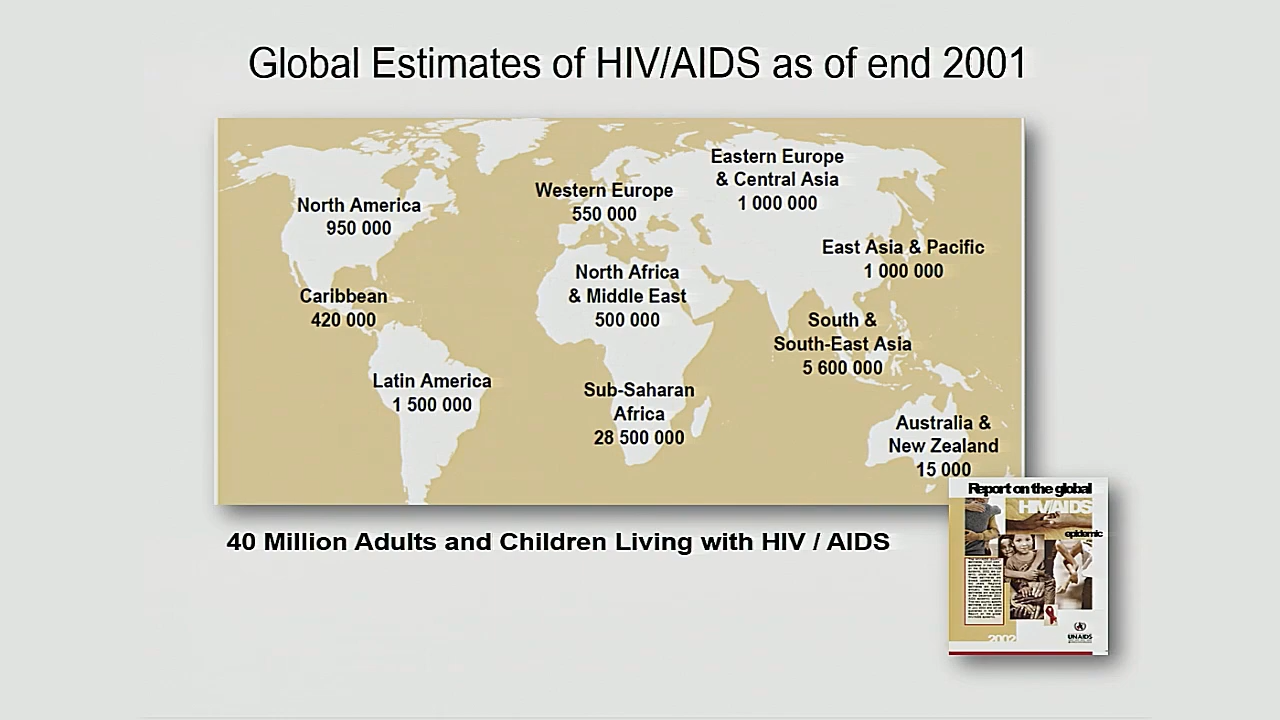 Global Estimates of HIV/AIDS as of end 2001
Eastern Europe
& Central Asia
1 000 000
Western Europe
550 000
North America
950 000
East Asia & Pacific
1 000 000
North Africa
& Middle East
500 000
Caribbean
420 000
South &
South-East Asia
5 600 000
Latin America
1 500 000
Sub-Saharan
Africa
28 500 000
Australia &
New Zealand
15 000
Report on the global
HIV/AIDS
epidemic
2002
UNAIDS
40 Million Adults and Children Living with HIV / AIDS